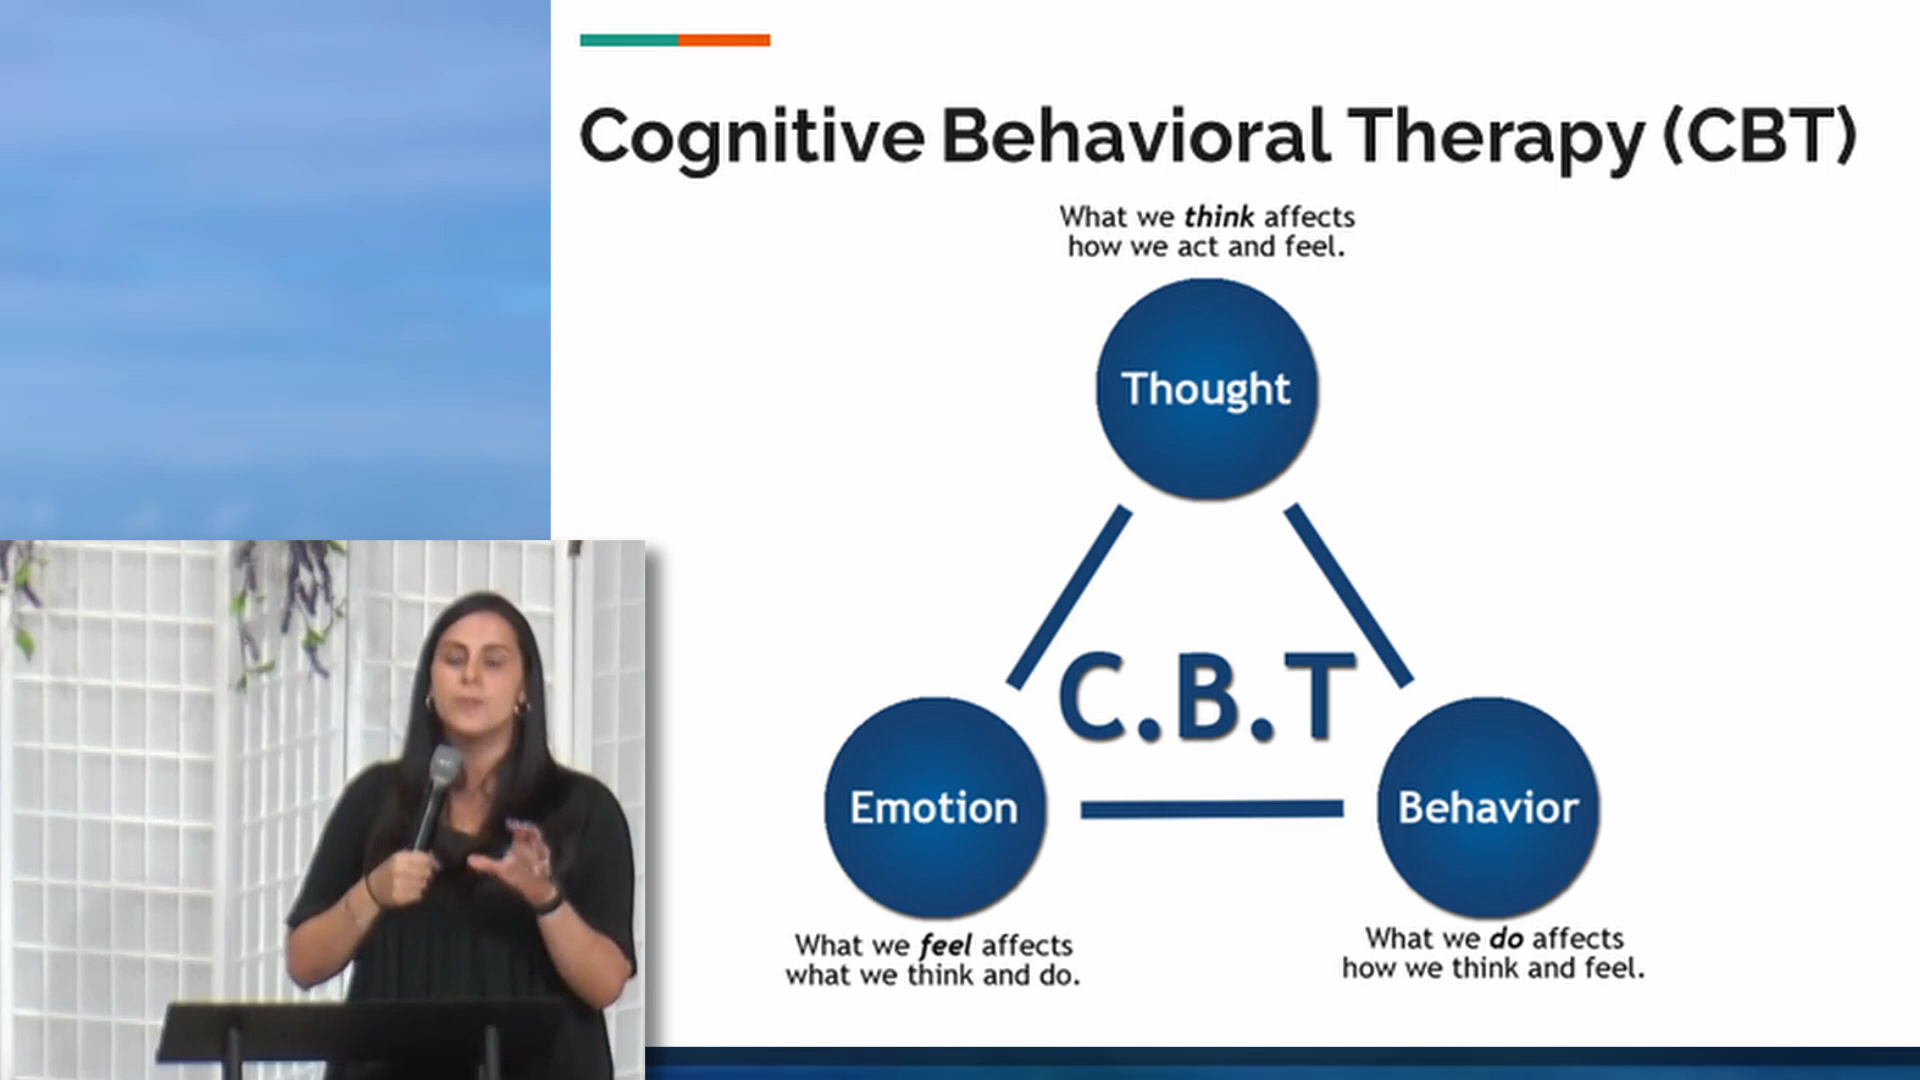 Cognitive Behavioral Therapy (CBT)
What we think affects
how we act and feel.
Thought
C.B.T
Emotion
Behavior
What we feel affects
what we think and do.
What we do affects
how we think and feel.